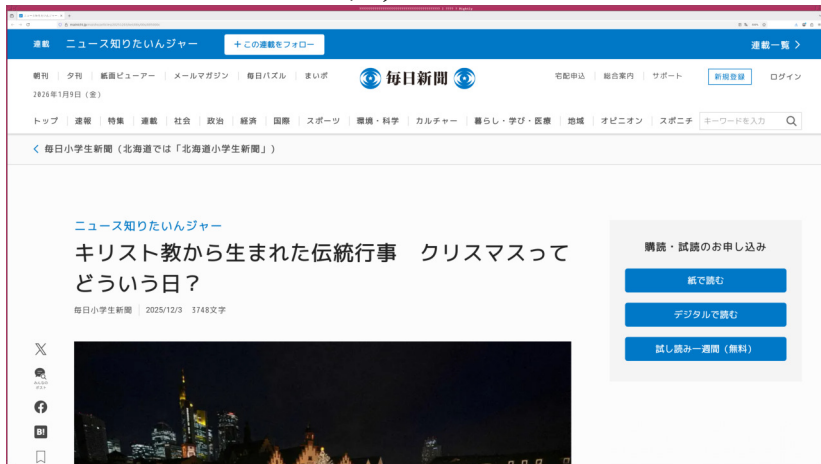 連載 ニュース知りたいんジャー + この連載をフォロー 連載一覧 >
朝刊 夕刊 紙面ビューアー メールマガジン 毎日パズル まいボ 毎日新聞 宅配申込 総合案内 サポート 新規登録 ログイン
2026年1月9日 (金)
トップ 速報 特集 連載 社会 政治 経済 国際 スポーツ 環境・科学 カルチャー 暮らし・学び・医療 地域 オピニオン スポニチ キーワードを入力
< 毎日小学生新聞 (北海道では「北海道小学生新聞」)
ニュース知りたいんジャー
キリスト教から生まれた伝統行事 クリスマスって
どういう日?
毎日小学生新聞 2025/12/3 3748文字
購読・試読のお申し込み
紙で読む
デジタルで読む
試し読み一週間 (無料)
B!